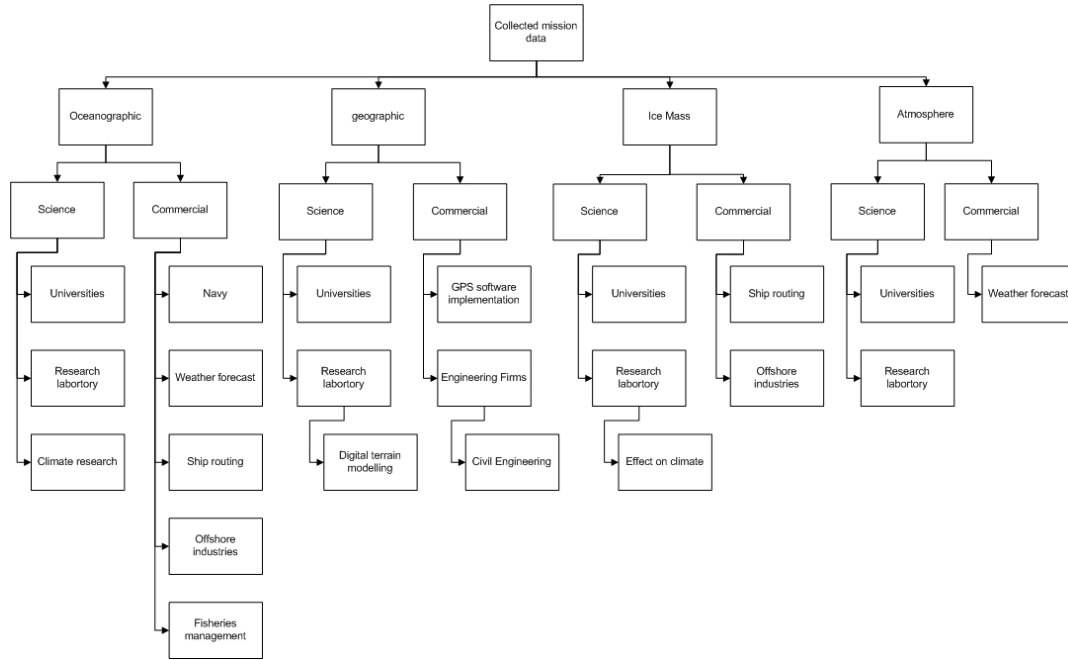 Collected mission
data
Oceanographic
geographic
Ice Mass
Atmosphere
Science
Commercial
Science
Commercial
Science
Commercial
Science
Commercial
Universities
Navy
Universities
GPS software
implementation
Universities
Ship routing
Universities
Weather forecast
Research
labortory
Weather forecast
Research
labortory
Engineering Firms
Research
labortory
Offshore
industries
Research
labortory
Climate research
Ship routing
Digital terrain
modelling
Civil Engineering
Effect on climate
Offshore
industries
Fisheries
management